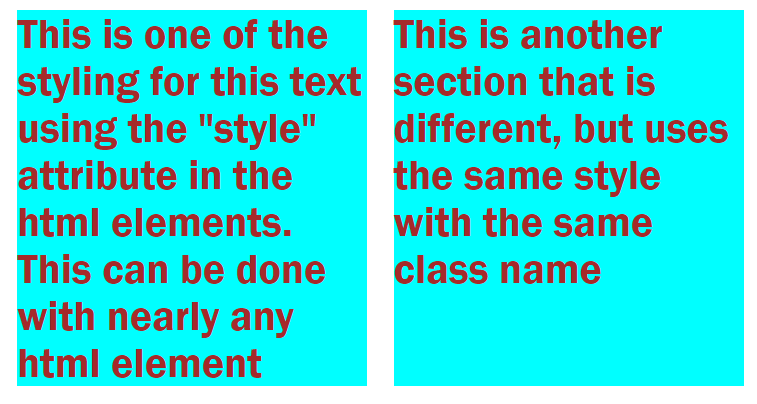 This is one of the
styling for this text
using the "style"
attribute in the
html elements.
This can be done
with nearly any
html element
This is another
section that is
different, but uses
the same style
with the same
class name